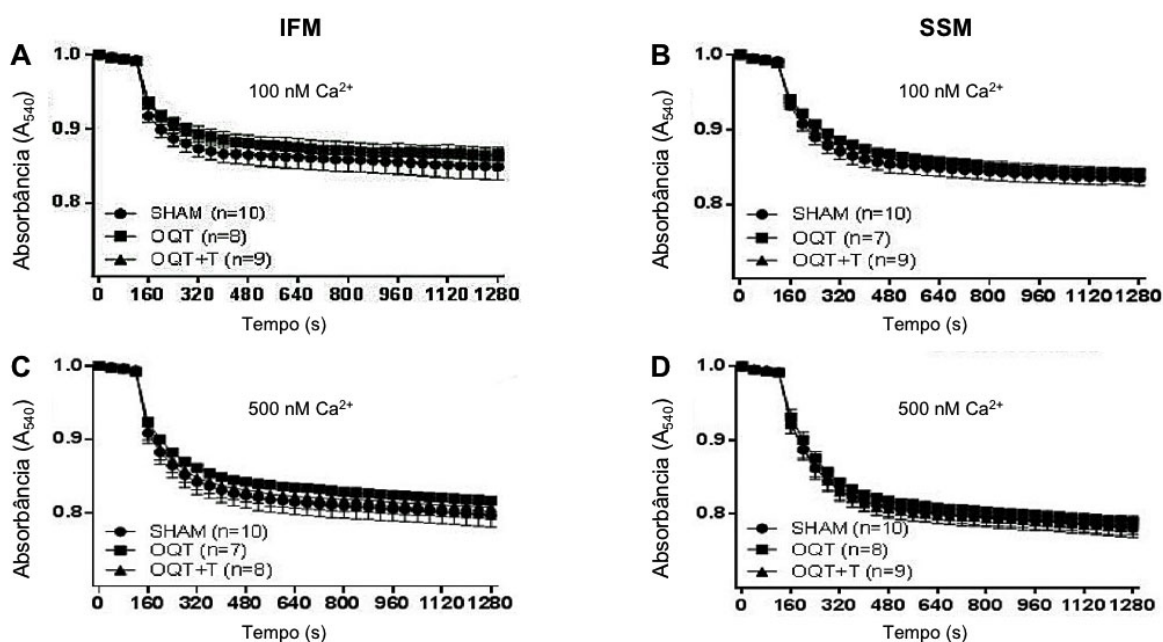 IFM
SSM
A
1.0
0.9
0.8
Absorbância (A₅₄₀)
100 nM Ca²⁺
SHAM (n=10)
OQT (n=8)
OQT+T (n=9)
0 160 320 480 640 800 960 1120 1280
Tempo (s)
B
1.0
0.9
0.8
Absorbância (A₅₄₀)
100 nM Ca²⁺
SHAM (n=10)
OQT (n=7)
OQT+T (n=9)
0 160 320 480 640 800 960 1120 1280
Tempo (s)
C
1.0
0.9
0.8
Absorbância (A₅₄₀)
500 nM Ca²⁺
SHAM (n=10)
OQT (n=7)
OQT+T (n=8)
0 160 320 480 640 800 960 1120 1280
Tempo (s)
D
1.0
0.9
0.8
Absorbância (A₅₄₀)
500 nM Ca²⁺
SHAM (n=10)
OQT (n=8)
OQT+T (n=9)
0 160 320 480 640 800 960 1120 1280
Tempo (s)